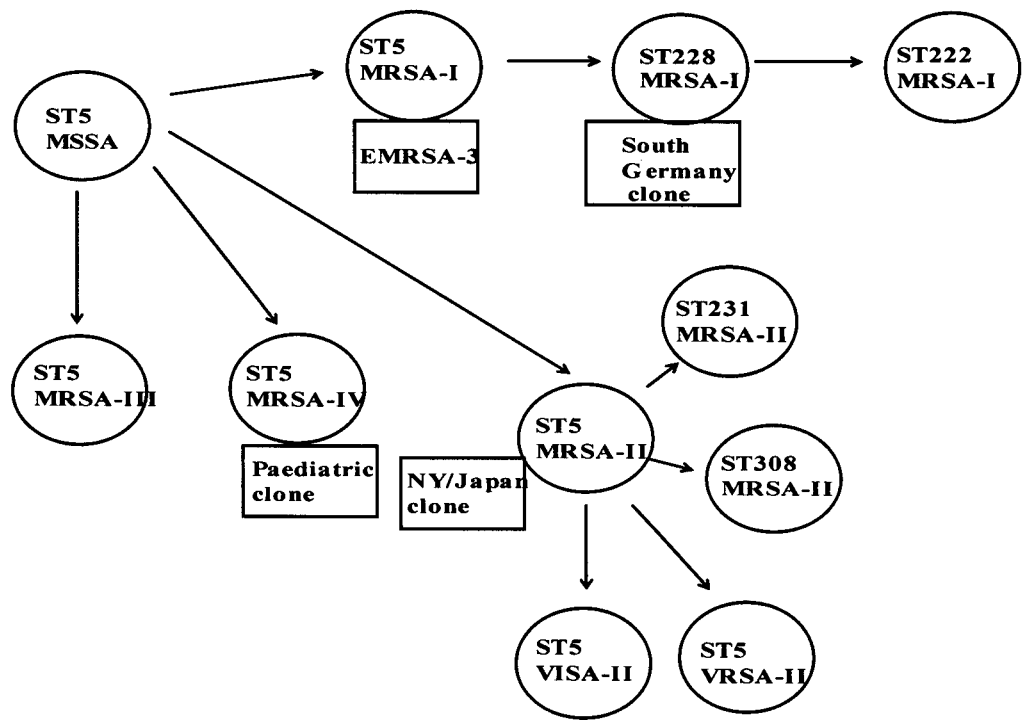 ST5
MRSA-I
ST228
MRSA-I
ST222
MRSA-I
ST5
MSSA
EMRSA-3
South
Germany
clone
ST231
MRSA-II
ST5
MRSA-III
ST5
MRSA-IV
ST5
MRSA-II
Paediatric
clone
NY/Japan
clone
ST308
MRSA-II
ST5
VISA-II
ST5
VRSA-II